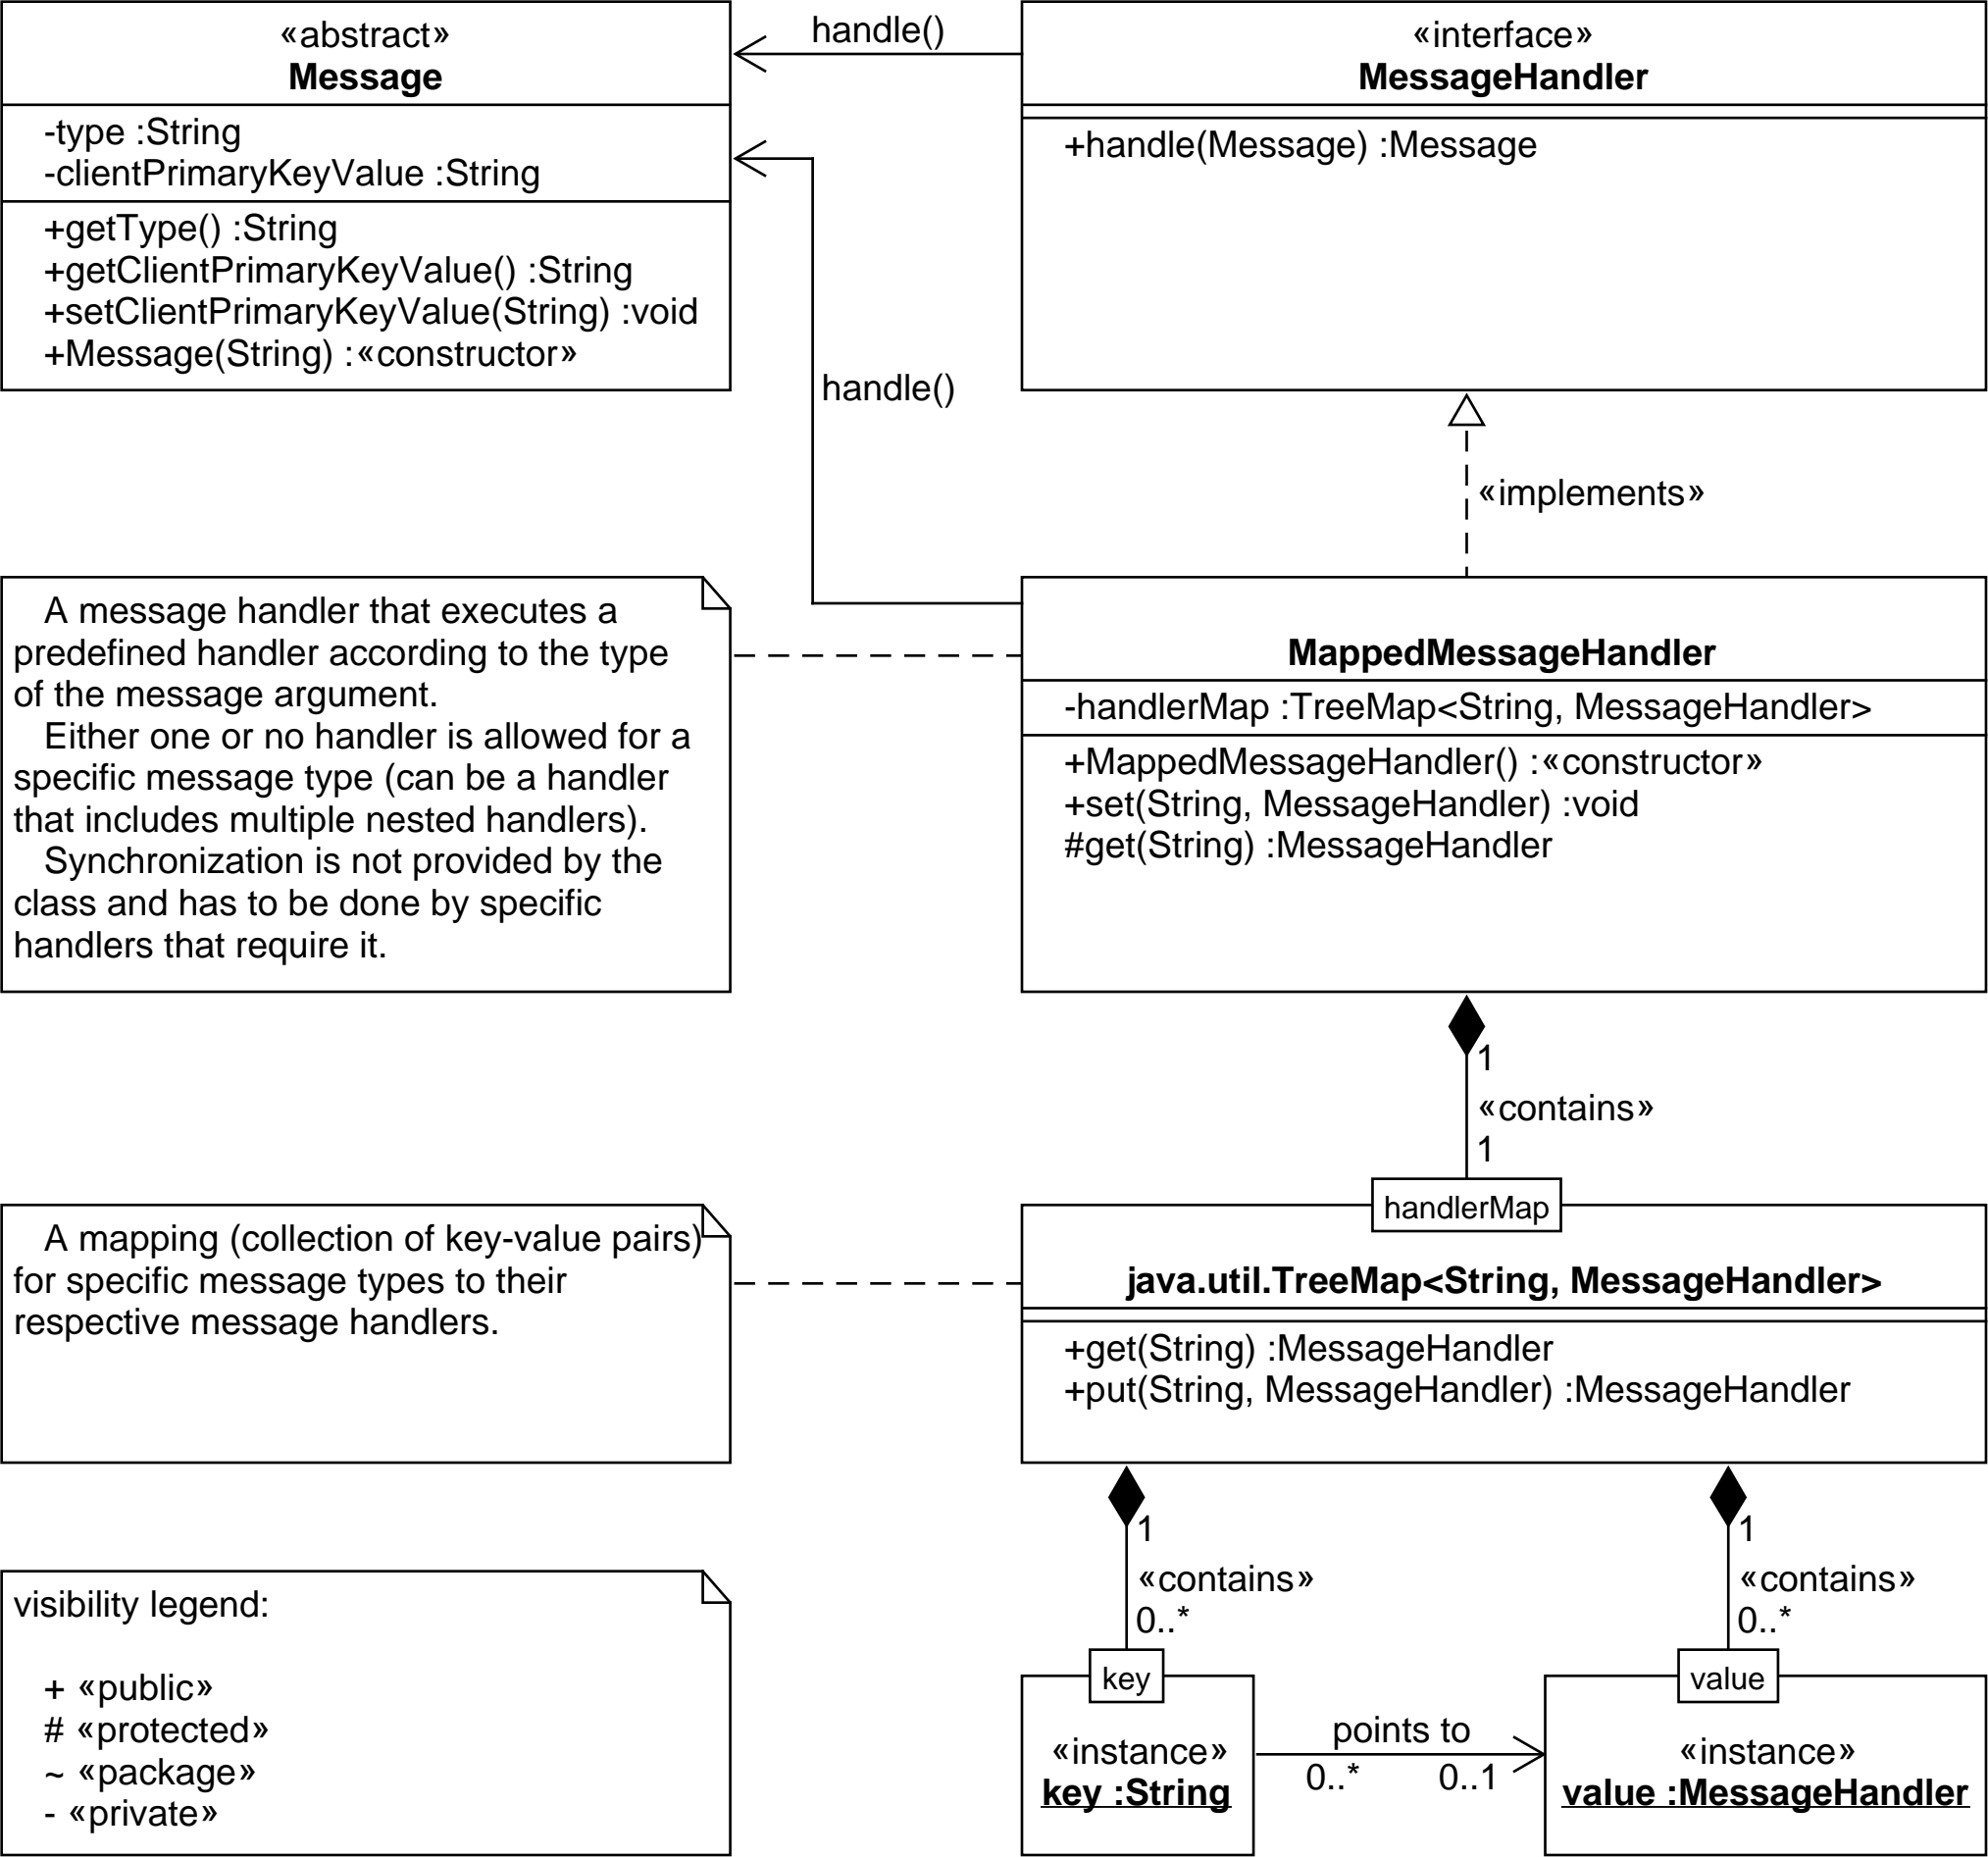 «abstract»
Message
-type :String
-clientPrimaryKeyValue :String
+getType() :String
+getClientPrimaryKeyValue() :String
+setClientPrimaryKeyValue(String) :void
+Message(String) :«constructor»
handle()
handle()
«interface»
MessageHandler
+handle(Message) :Message
«implements»
A message handler that executes a
predefined handler according to the type
of the message argument.
Either one or no handler is allowed for a
specific message type (can be a handler
that includes multiple nested handlers).
Synchronization is not provided by the
class and has to be done by specific
handlers that require it.
MappedMessageHandler
-handlerMap :TreeMap<String, MessageHandler>
+MappedMessageHandler() :«constructor»
+set(String, MessageHandler) :void
#get(String) :MessageHandler
1
«contains»
1
handlerMap
A mapping (collection of key-value pairs)
for specific message types to their
respective message handlers.
java.util.TreeMap<String, MessageHandler>
+get(String) :MessageHandler
+put(String, MessageHandler) :MessageHandler
1
«contains»
0..*
1
«contains»
0..*
visibility legend:
+ «public»
# «protected»
~ «package»
- «private»
key
«instance»
key :String
points to
0..* 0..1
value
«instance»
value :MessageHandler